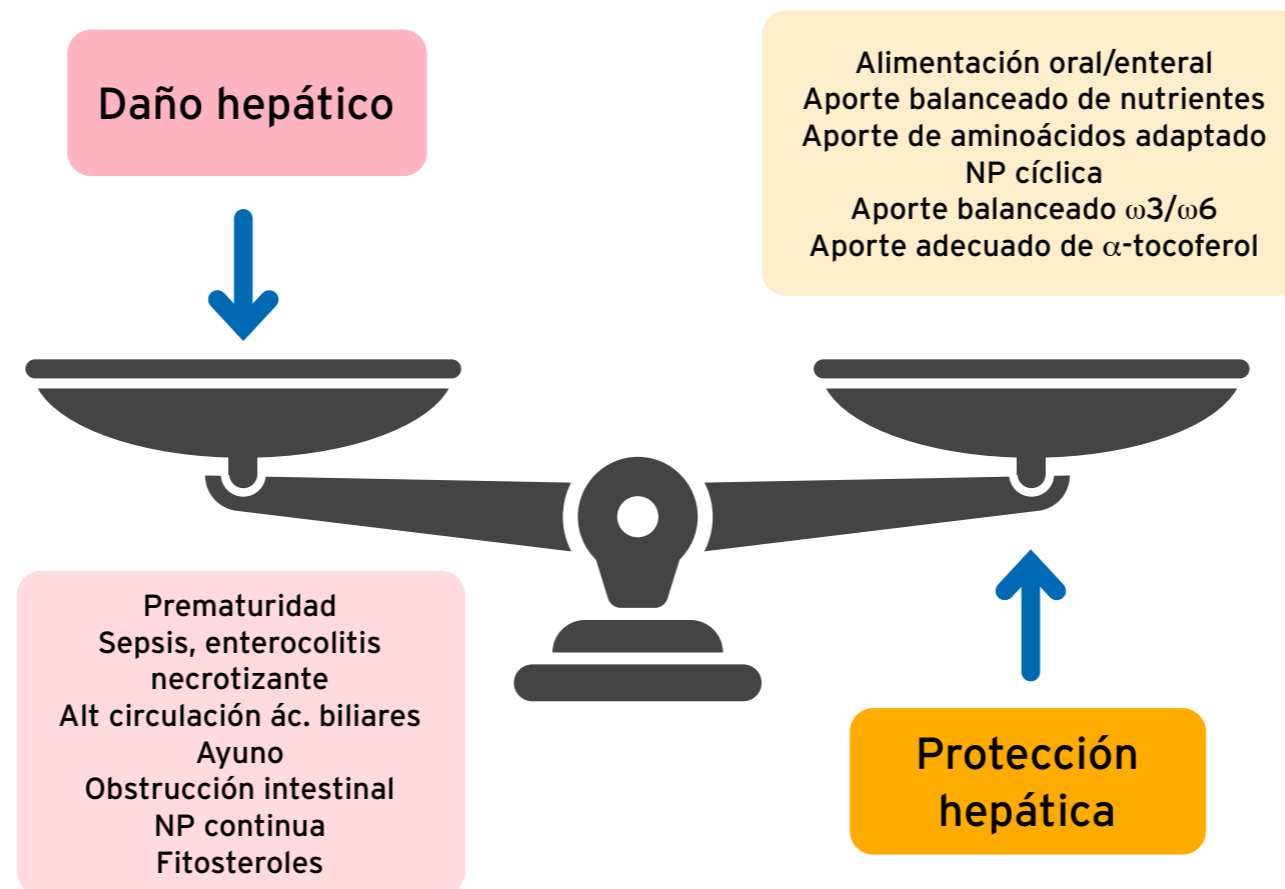 Daño hepático
Alimentación oral/enteral
Aporte balanceado de nutrientes
Aporte de aminoácidos adaptado
NP cíclica
Aporte balanceado ω3/ω6
Aporte adecuado de α-tocoferol
Prematuridad
Sepsis, enterocolitis
necrotizante
Alt circulación ác. biliares
Ayuno
Obstrucción intestinal
NP continua
Fitosteroles
Protección
hepática